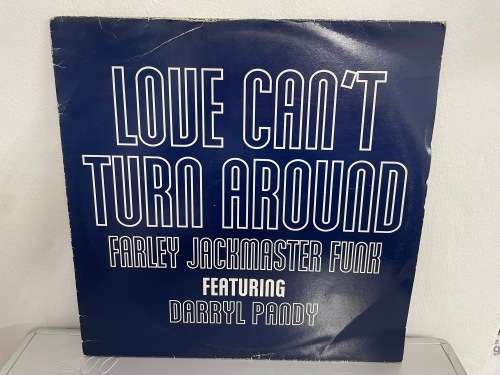 LOVE CAN'T
TURN AROUND
FARLEY JACKMASTER FUNK
FEATURING
DARRYL PANDY